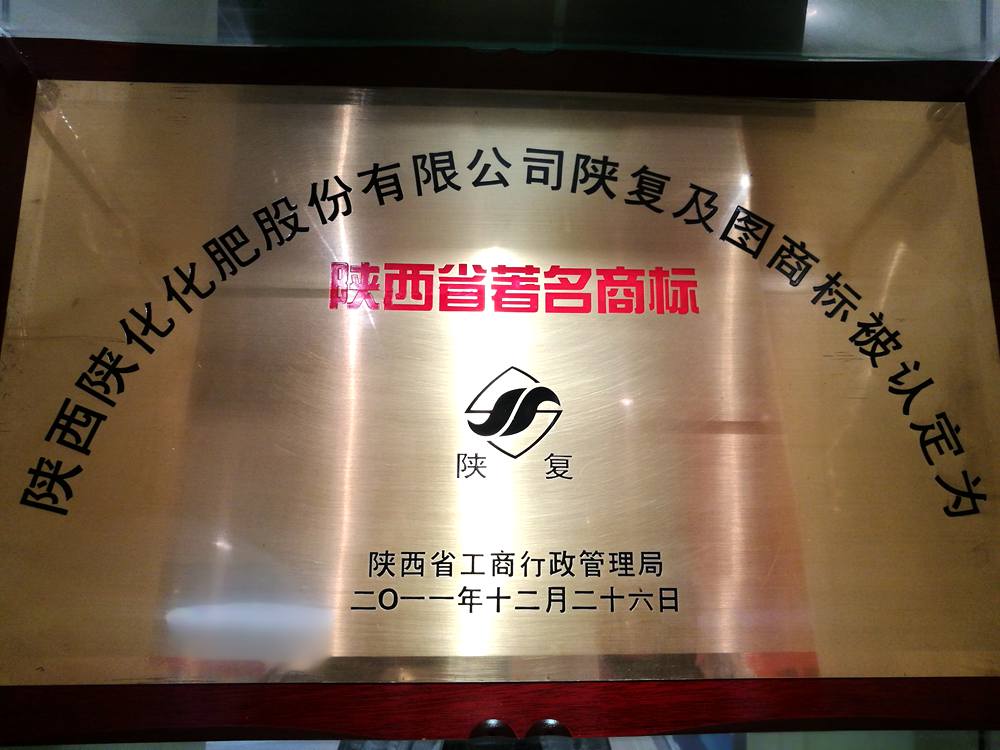 陕西陕化化肥股份有限公司陕复及图商标被认定为
陕西省著名商标
陕 复
陕西省工商行政管理局
二O一一年十二月二十六日